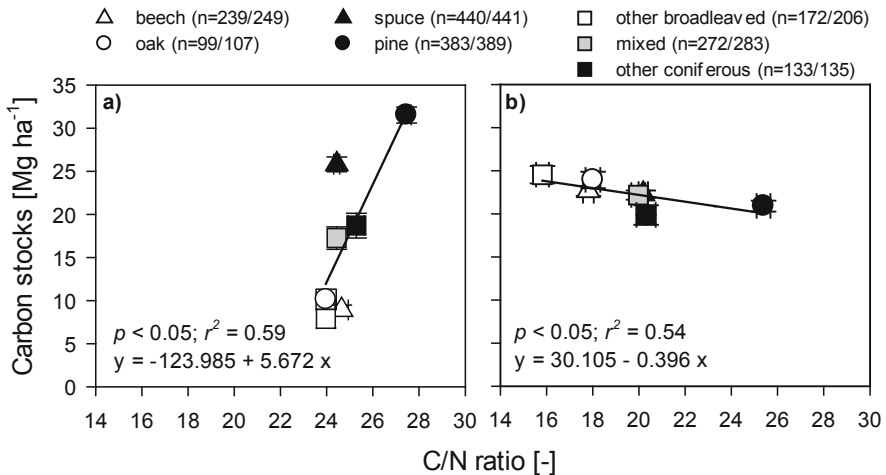 beech (n=239/249)
spuce (n=440/441)
other broadleaved (n=172/206)
oak (n=99/107)
pine (n=383/389)
mixed (n=272/283)
other coniferous (n=133/135)
Carbon stocks [Mg ha⁻¹]
35
30
25
20
15
10
5
0
a)
p < 0.05; r² = 0.59
y = -123.985 + 5.672 x
14 16 18 20 22 24 26 28 30
b)
p < 0.05; r² = 0.54
y = 30.105 - 0.396 x
14 16 18 20 22 24 26 28 30
C/N ratio [-]